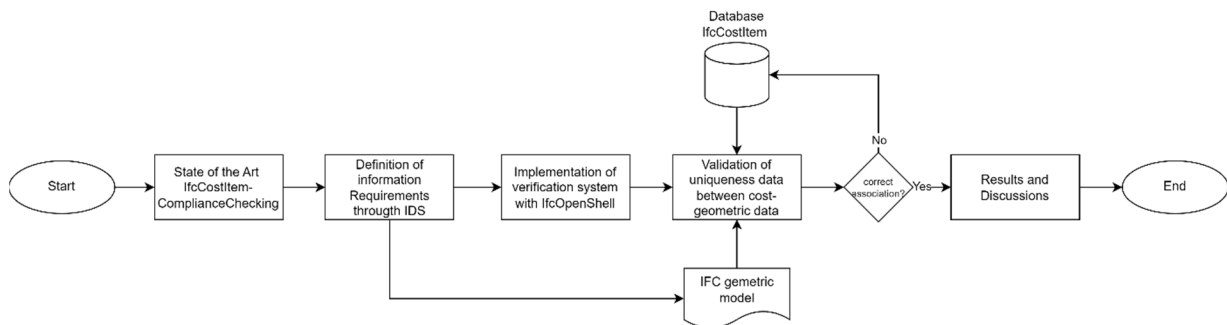 Database
IfcCostItem
Start
State of the Art
IfcCostItem-
ComplianceChecking
Definition of
information
Requirements
througth IDS
Implementation of
verification system
with IfcOpenShell
Validation of
uniqueness data
between cost-
geometric data
No
correct
association?
Yes
Results and
Discussions
End
IFC gemetric
model